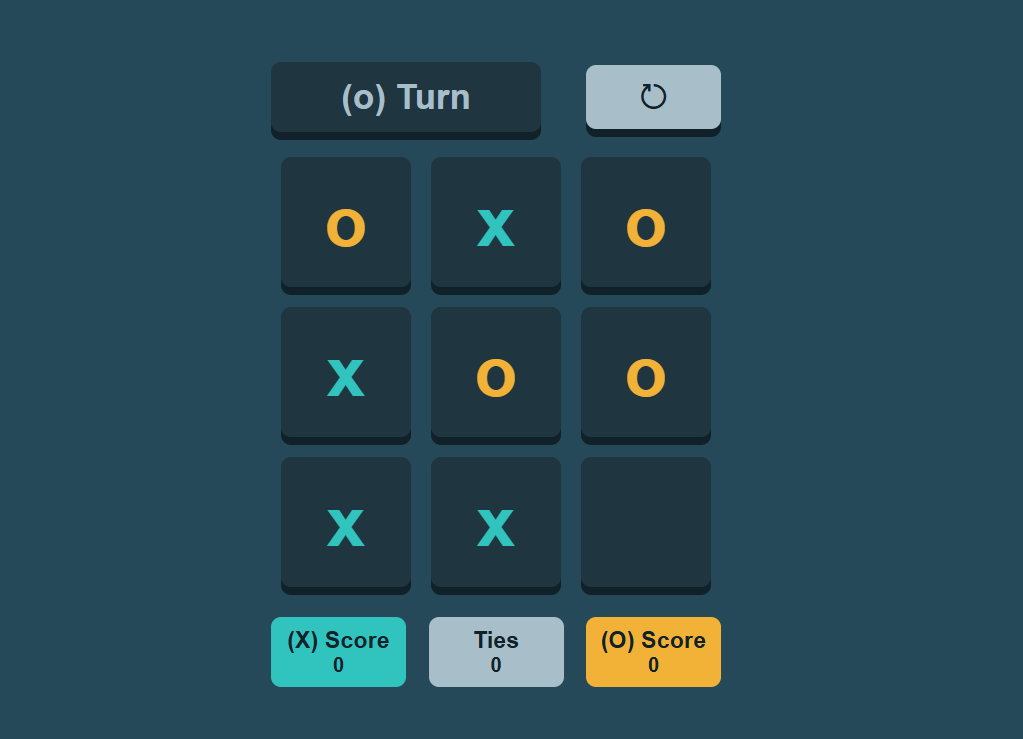 (o) Turn
O X O
X O O
X X
(X) Score
0
Ties
0
(O) Score
0